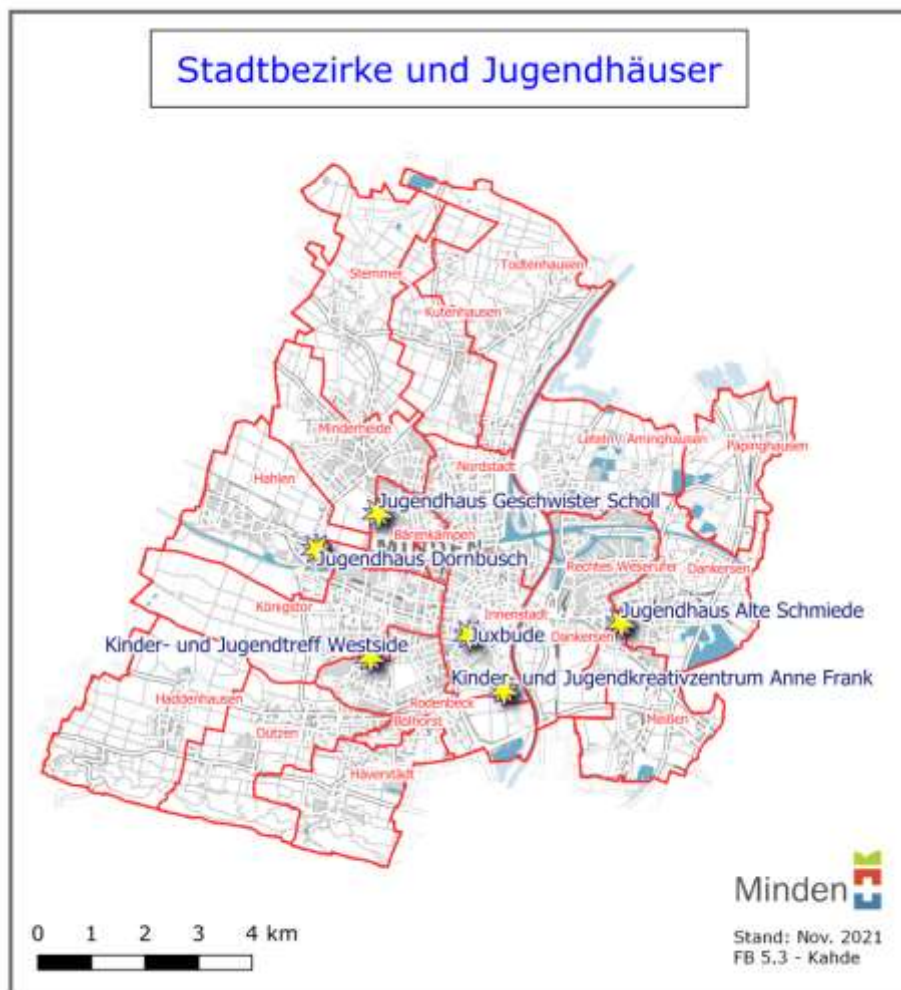 Stadtbezirke und Jugendhäuser
Todtenhausen
Stemmer
Kutenhausen
Minderheide
Leteln Aminghausen
Päpinghausen
Nordstadt
Hahlen
Jugendhaus Geschwister Scholl
Bärenkämpen
MINDEN
Jugendhaus Dornbusch
Rechtes Weserufer
Dankersen
Königstor
Innenstadt
Jugendhaus Alte Schmiede
Juxbude
Dankersen
Kinder- und Jugendtreff Westside
Kinder- und Jugendkreativzentrum Anne Frank
Haddenhausen
Rodenbeck
Bölhorst
Meißen
Dützen
Häverstädt
Minden
0 1 2 3 4 km
Stand: Nov. 2021
FB 5.3 - Kahde